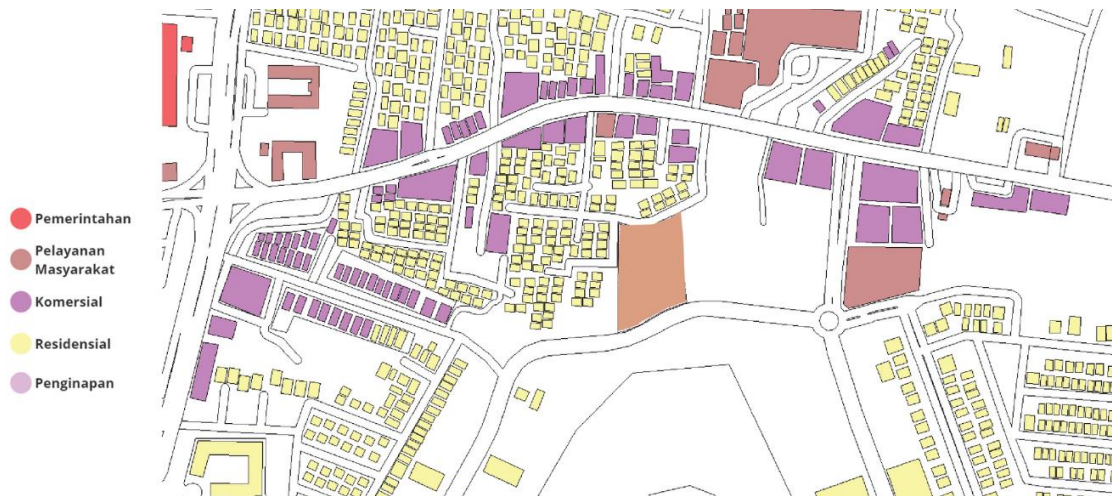 Pemerintahan
Pelayanan
Masyarakat
Komersial
Residensial
Penginapan